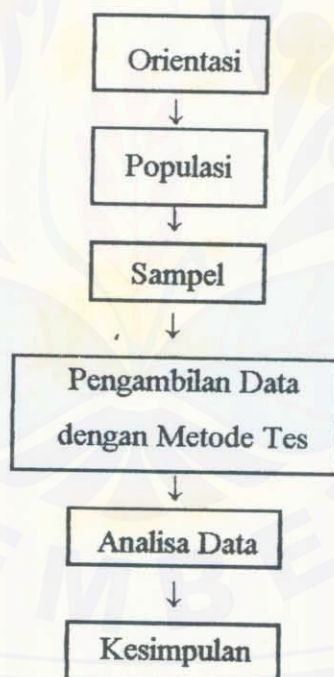 Orientasi
↓
Populasi
↓
Sampel
↓
Pengambilan Data
dengan Metode Tes
↓
Analisa Data
↓
Kesimpulan